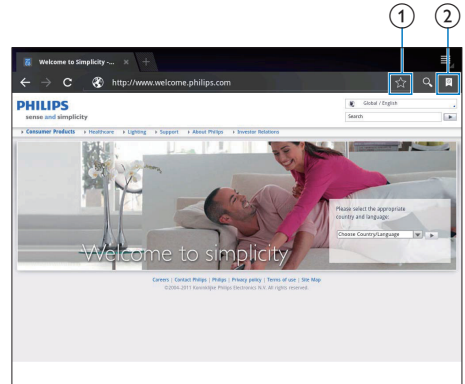 1 2
Welcome to Simplicity -... × +
http://www.welcome.philips.com
PHILIPS
sense and simplicity
Global / English
Search
Consumer Products Healthcare Lighting Support About Philips Investor Relations
Please select the appropriate
country and language:
Choose Country/Language
Welcome to simplicity
Careers | Contact Philips | Philips | Privacy policy | Terms of use | Site Map
©2004-2011 Koninklijke Philips Electronics N.V. All rights reserved.